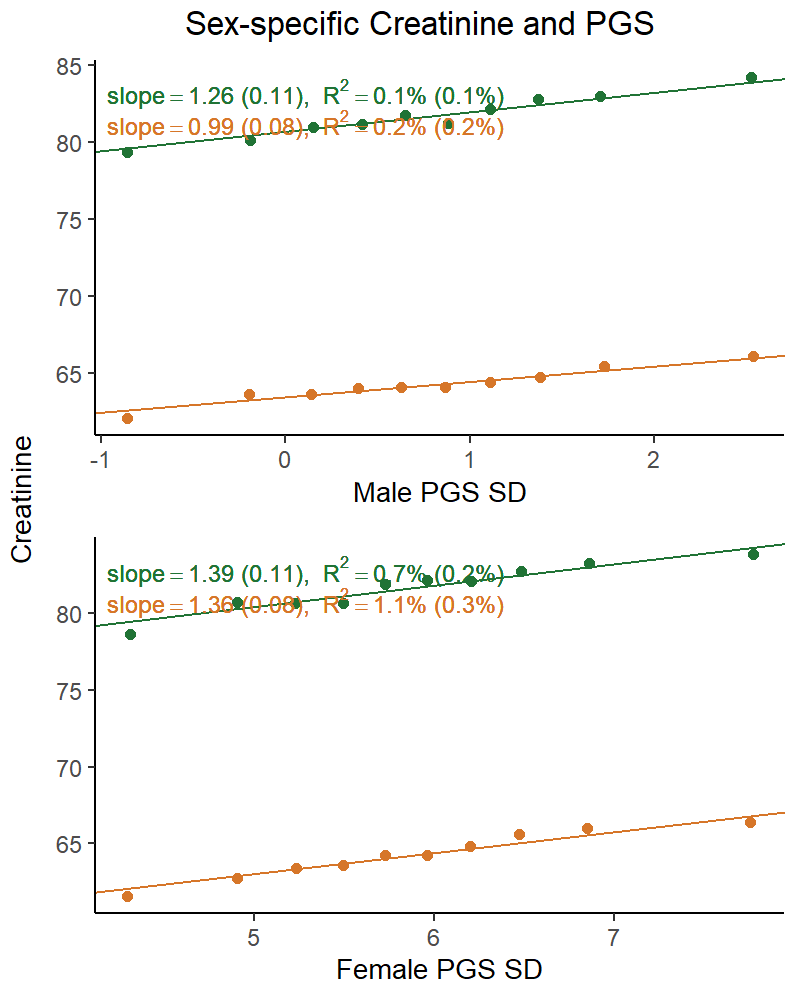 Sex-specific Creatinine and PGS
Creatinine
85
80
75
70
65
slope = 1.26 (0.11), R² = 0.1% (0.1%)
slope = 0.99 (0.08), R² = 0.2% (0.2%)
-1 0 1 2
Male PGS SD
80
75
70
65
slope = 1.39 (0.11), R² = 0.7% (0.2%)
slope = 1.36 (0.08), R² = 1.1% (0.3%)
5 6 7
Female PGS SD